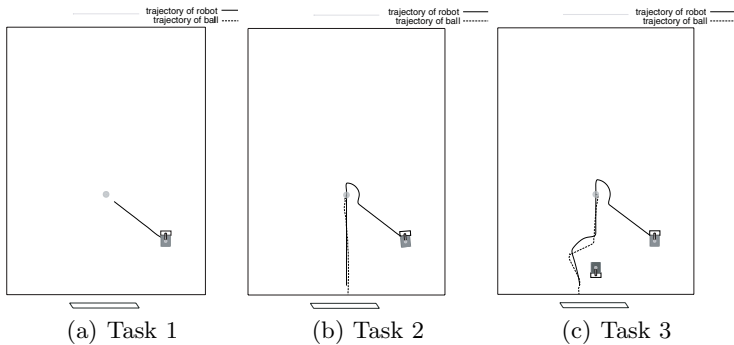 trajectory of robot
trajectory of ball
trajectory of robot
trajectory of ball
trajectory of robot
trajectory of ball
(a) Task 1
(b) Task 2
(c) Task 3